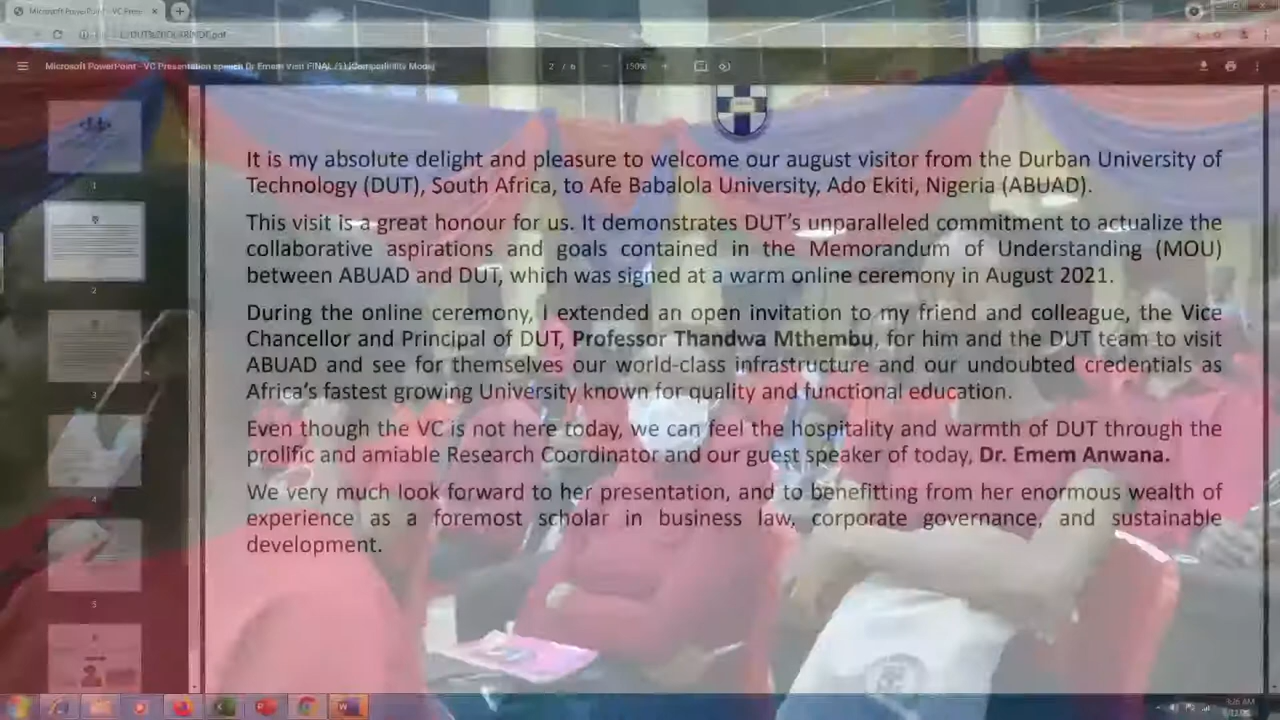 Microsoft PowerPoint - VC Presentation speech Dr Emem Visit FINAL (1) [Compatibility Mode]
2 / 6
150%
It is my absolute delight and pleasure to welcome our august visitor from the Durban University of
Technology (DUT), South Africa, to Afe Babalola University, Ado Ekiti, Nigeria (ABUAD).
This visit is a great honour for us. It demonstrates DUT's unparalleled commitment to actualize the
collaborative aspirations and goals contained in the Memorandum of Understanding (MOU)
between ABUAD and DUT, which was signed at a warm online ceremony in August 2021.
During the online ceremony, I extended an open invitation to my friend and colleague, the Vice
Chancellor and Principal of DUT, Professor Thandwa Mthembu, for him and the DUT team to visit
ABUAD and see for themselves our world-class infrastructure and our undoubted credentials as
Africa's fastest growing University known for quality and functional education.
Even though the VC is not here today, we can feel the hospitality and warmth of DUT through the
prolific and amiable Research Coordinator and our guest speaker of today, Dr. Emem Anwana.
We very much look forward to her presentation, and to benefitting from her enormous wealth of
experience as a foremost scholar in business law, corporate governance, and sustainable
development.
1
2
3
4
5